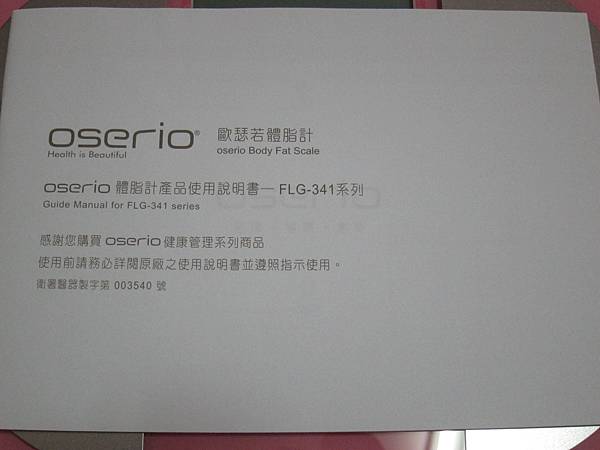 oserio® 歐瑟若體脂計
Health is Beautiful oserio Body Fat Scale
oserio 體脂計產品使用說明書— FLG-341系列
Guide Manual for FLG-341 series
感謝您購買 oserio 健康管理系列商品
使用前請務必詳閱原廠之使用說明書並遵照指示使用。
衛署醫器製字第 003540 號